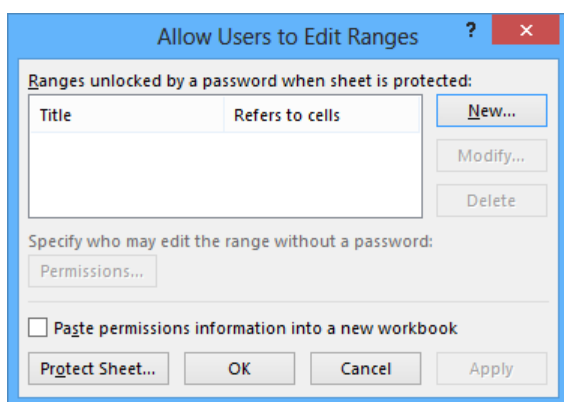 Allow Users to Edit Ranges ? ×
Ranges unlocked by a password when sheet is protected:
Title Refers to cells New...
Modify...
Delete
Specify who may edit the range without a password:
Permissions...
Paste permissions information into a new workbook
Protect Sheet... OK Cancel Apply